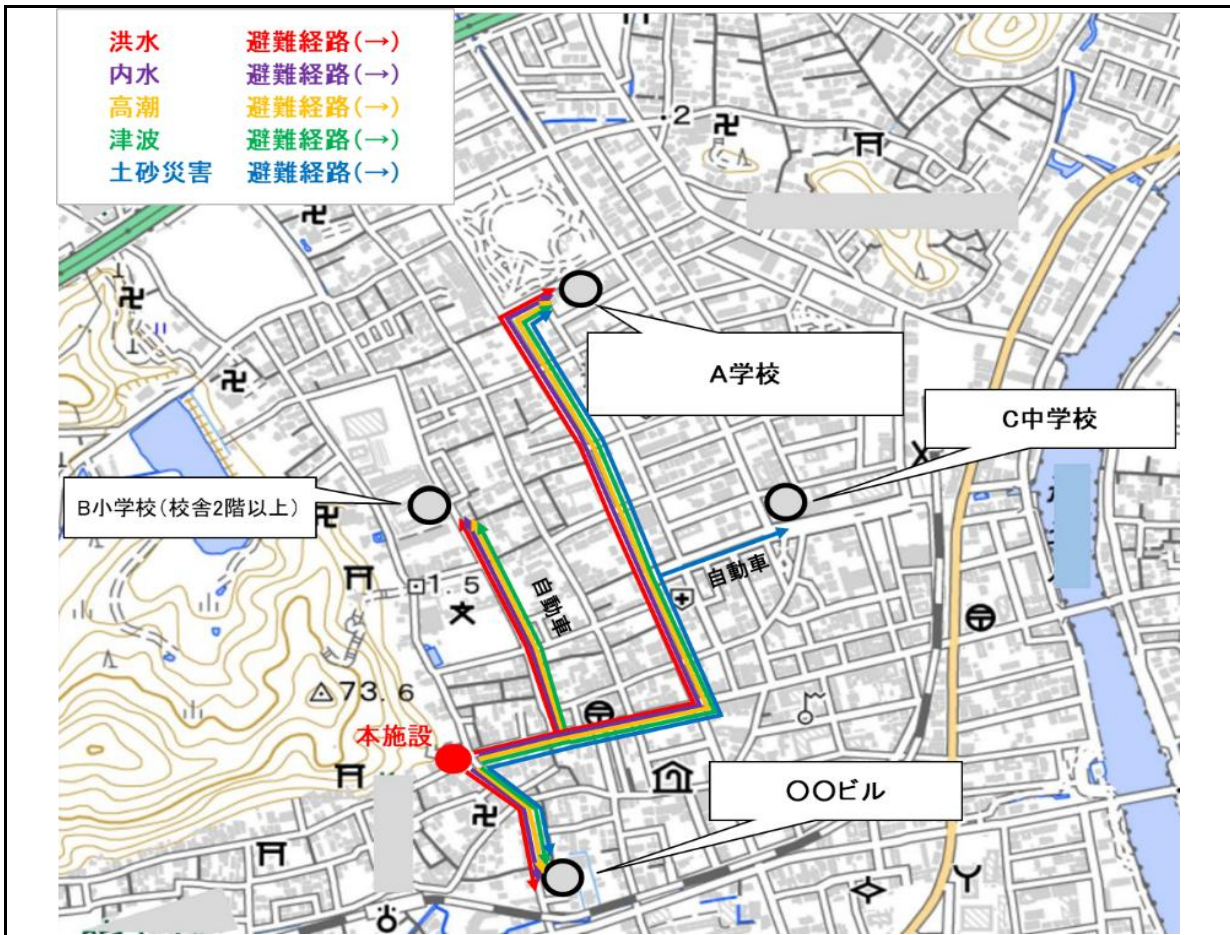 洪水 避難経路(→)
内水 避難経路(→)
高潮 避難経路(→)
津波 避難経路(→)
土砂災害 避難経路(→)
・2
A学校
C中学校
B小学校(校舎2階以上)
自動車
1.5
自動車
73.6
本施設
〇〇ビル